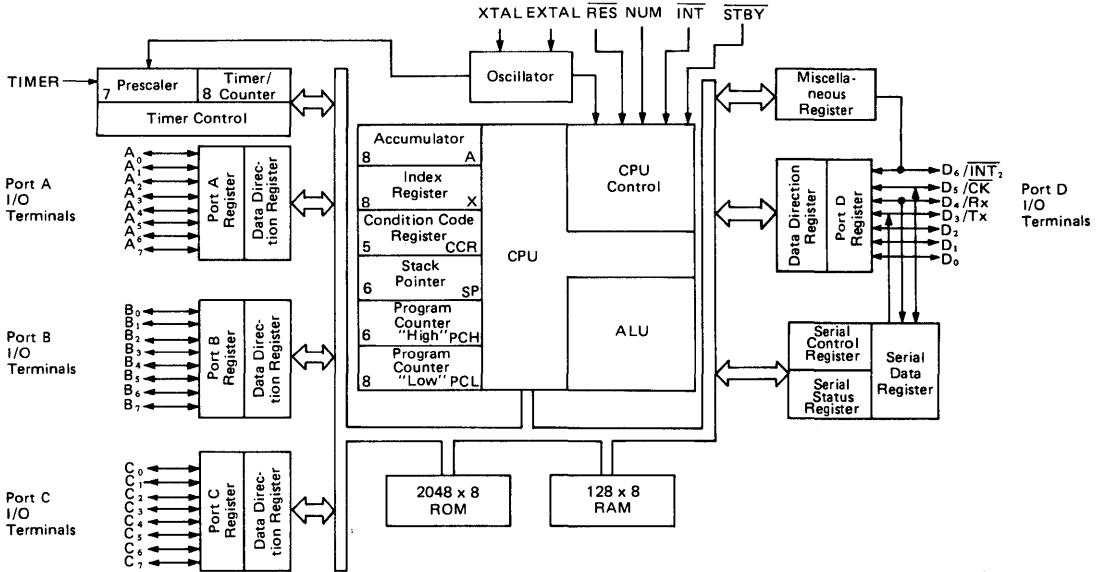 XTAL EXTAL RES NUM INT STBY
TIMER
7 Prescaler
8 Timer/
Counter
Timer Control
Oscillator
Miscella-
neous
Register
Port A
I/O
Terminals
A₀
A₁
A₂
A₃
A₄
A₅
A₆
A₇
Port A
Register
Data Direc-
tion Register
Accumulator
8 A
Index
Register
8 X
Condition Code
Register
5 CCR
Stack
Pointer
6 SP
Program
Counter
6 "High" PCH
Program
Counter
8 "Low" PCL
CPU
CPU
Control
ALU
Data Direction
Register
Port D
Register
D₆/INT₂
D₅/CK
D₄/Rx
D₃/Tx
D₂
D₁
D₀
Port D
I/O
Terminals
Port B
I/O
Terminals
B₀
B₁
B₂
B₃
B₄
B₅
B₆
B₇
Port B
Register
Data Direc-
tion Register
Serial
Control
Register
Serial
Status
Register
Serial
Data
Register
Port C
I/O
Terminals
C₀
C₁
C₂
C₃
C₄
C₅
C₆
C₇
Port C
Register
Data Direc-
tion Register
2048 x 8
ROM
128 x 8
RAM